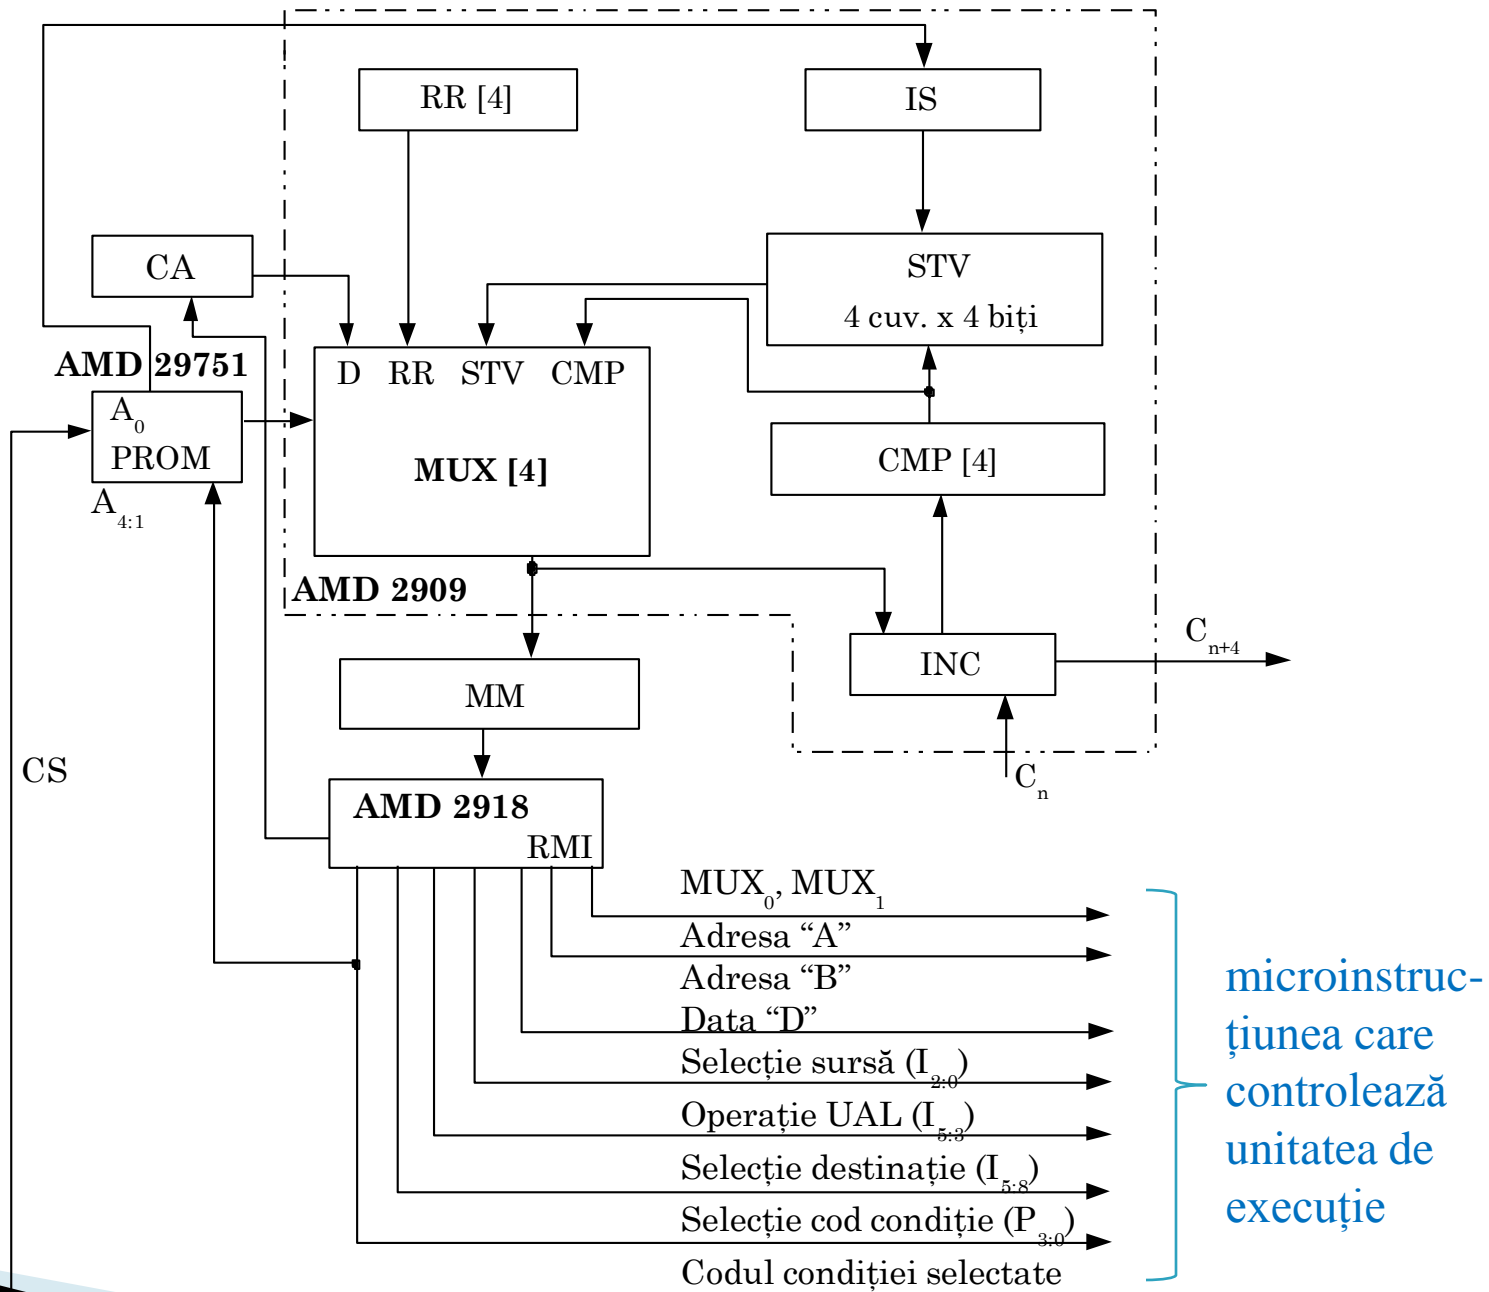 RR [4]
IS
CA
STV
4 cuv. x 4 biți
AMD 29751
D RR STV CMP
A0
PROM
A4:1
MUX [4]
CMP [4]
AMD 2909
INC
Cn+4
MM
CS
Cn
AMD 2918
RMI
MUX0, MUX1
Adresa “A”
Adresa “B”
Data “D”
Selecție sursă (I2:0)
Operație UAL (I5:3)
Selecție destinație (I5:8)
Selecție cod condiție (P3:0)
Codul condiției selectate
microinstruc-
țiunea care
controlează
unitatea de
execuție